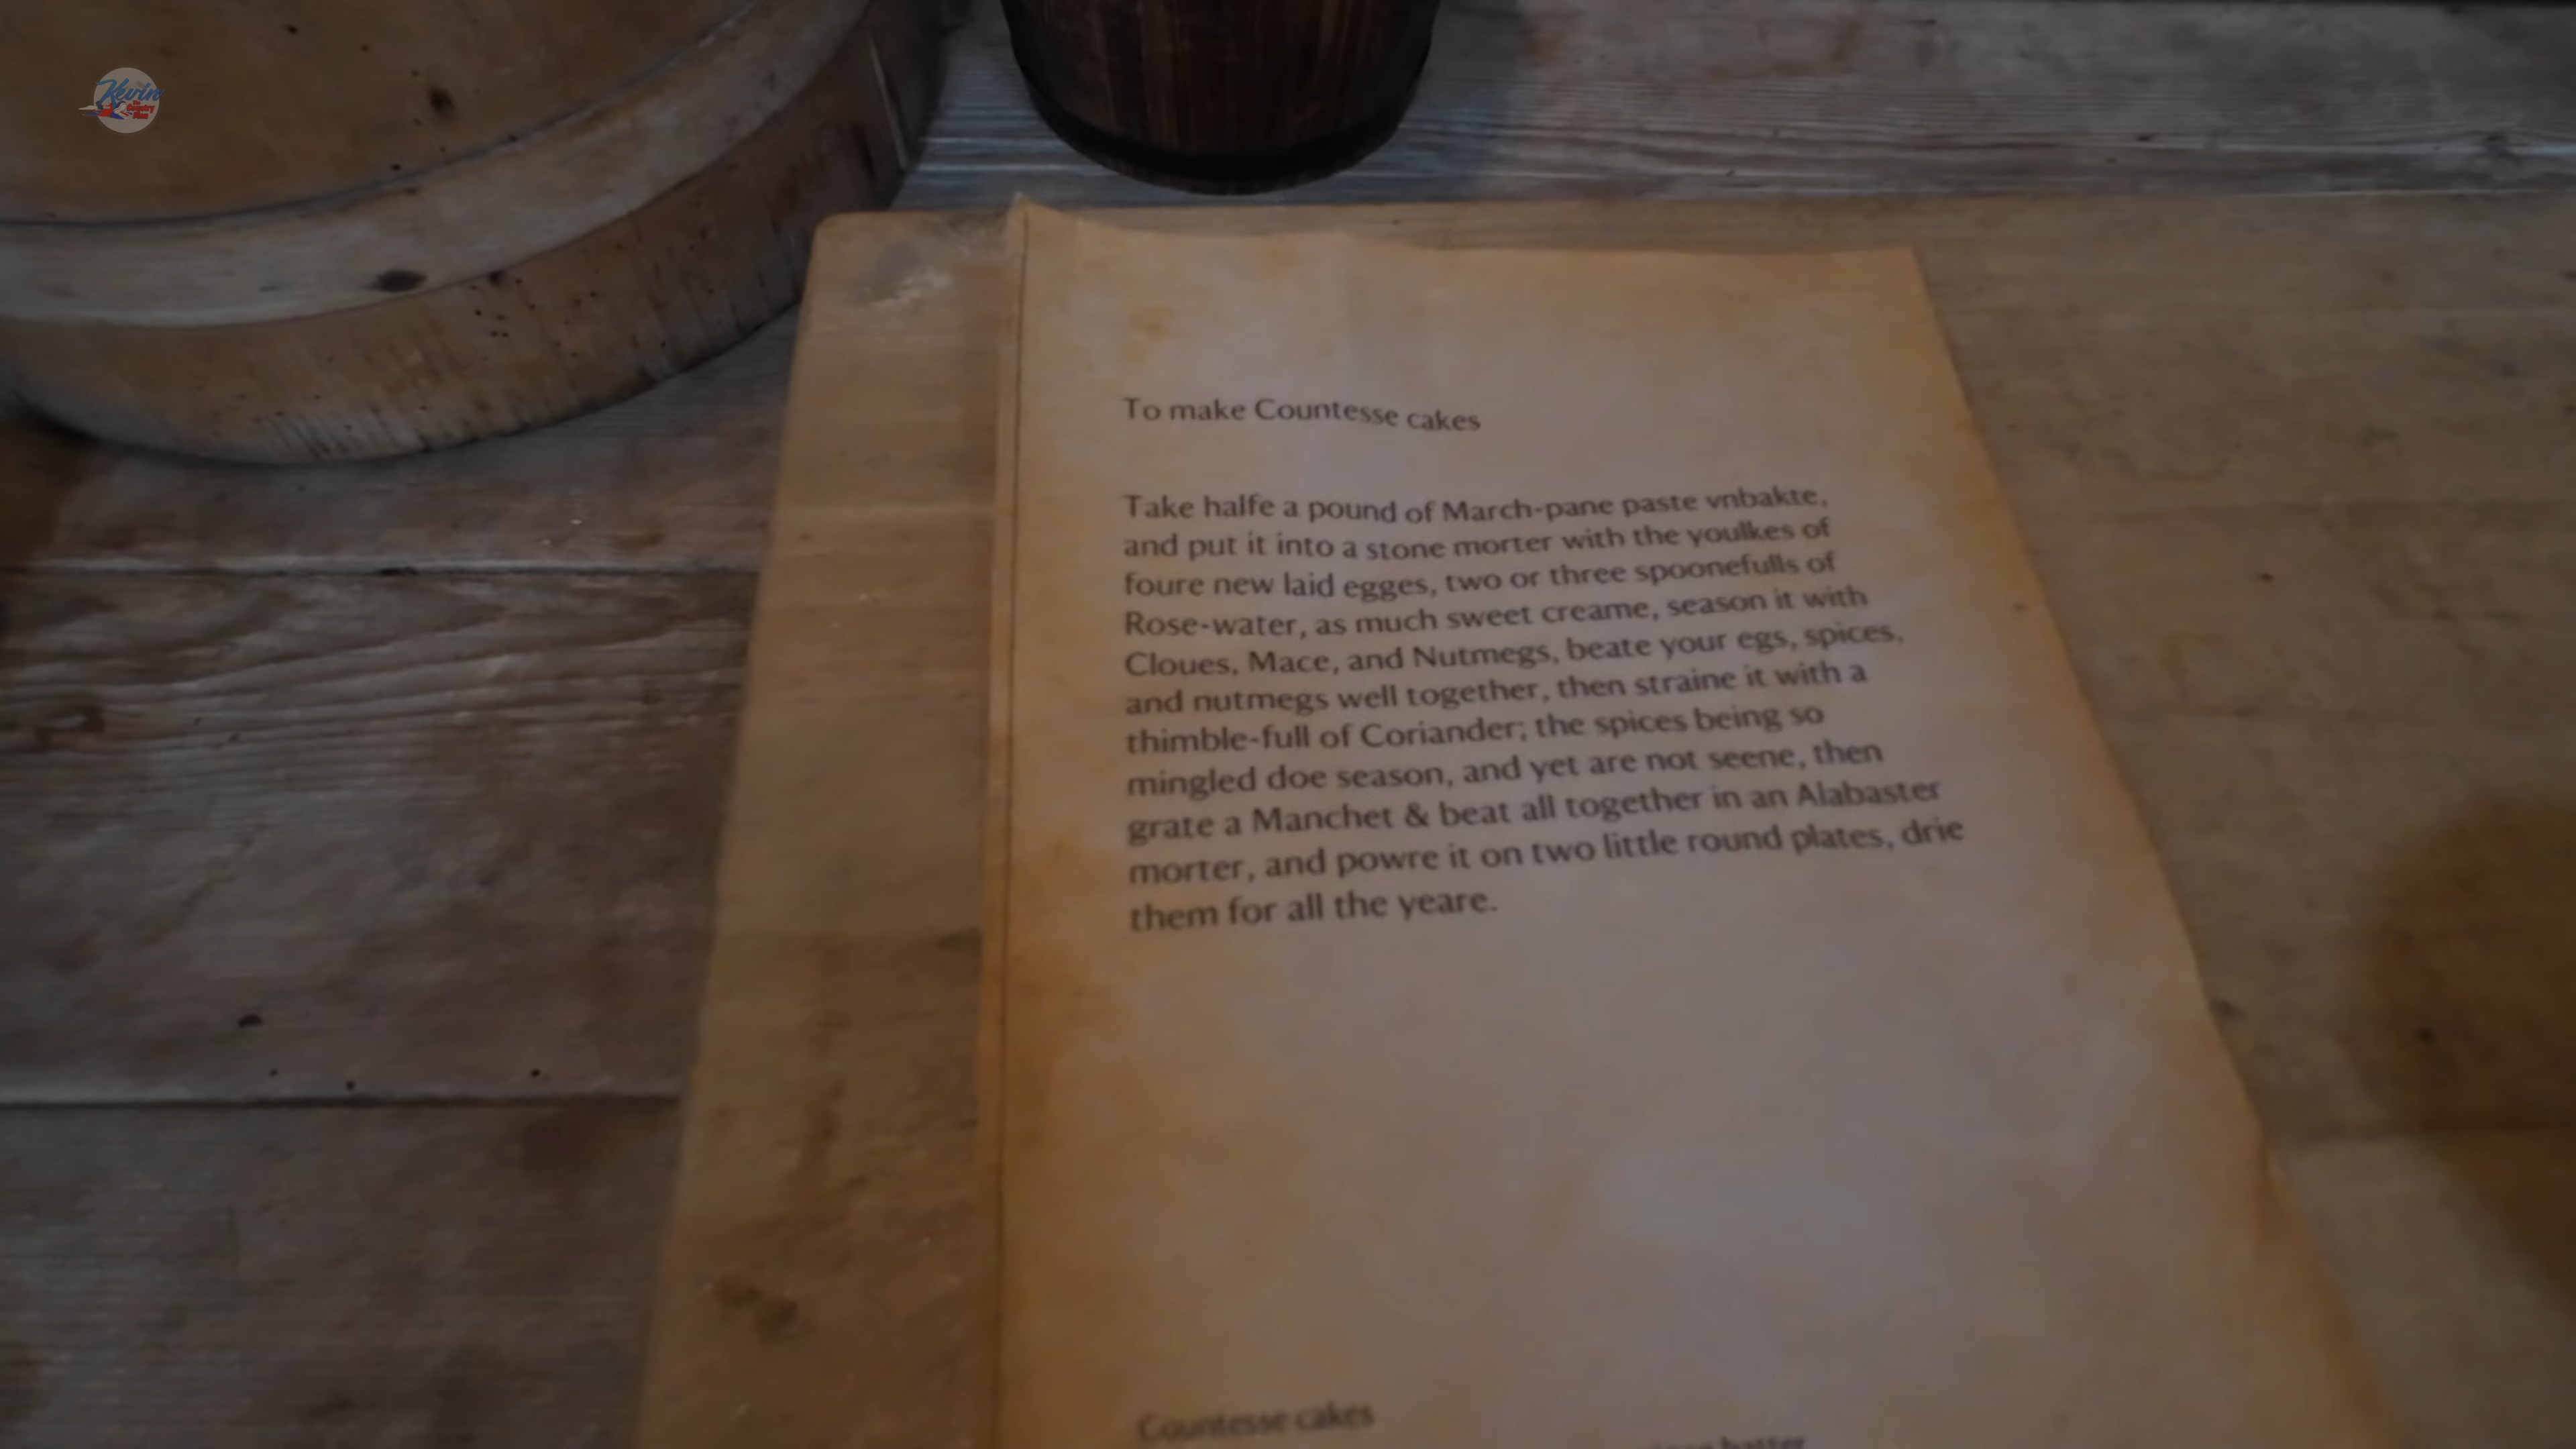 Kevin
the
Country
Man
To make Countesse cakes
Take halfe a pound of March-pane paste vnbakte,
and put it into a stone morter with the youlkes of
foure new laid egges, two or three spoonefulls of
Rose-water, as much sweet creame, season it with
Cloues, Mace, and Nutmegs, beate your egs, spices,
and nutmegs well together, then straine it with a
thimble-full of Coriander; the spices being so
mingled doe season, and yet are not seene, then
grate a Manchet & beat all together in an Alabaster
morter, and powre it on two little round plates, drie
them for all the yeare.
Countesse cakes
batter